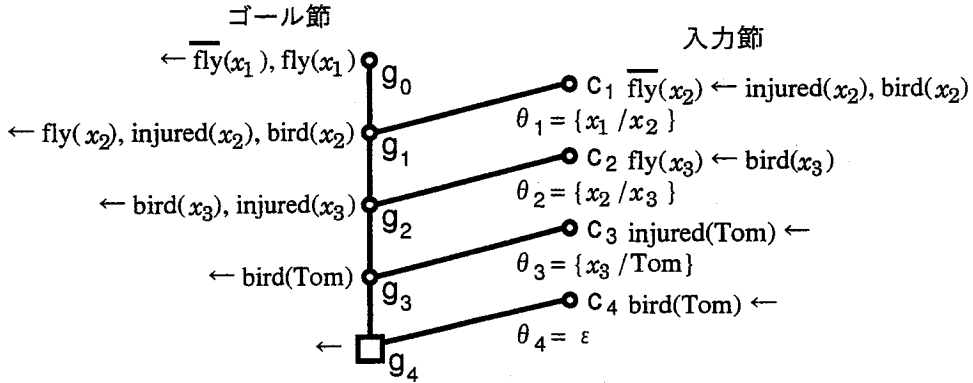 ゴール節
入力節
← f̅l̅y̅(x₁), fly(x₁)
g₀
C₁ f̅l̅y̅(x₂) ← injured(x₂), bird(x₂)
θ₁ = {x₁ /x₂ }
← fly(x₂), injured(x₂), bird(x₂)
g₁
C₂ fly(x₃) ← bird(x₃)
θ₂ = {x₂ /x₃ }
← bird(x₃), injured(x₃)
g₂
C₃ injured(Tom) ←
θ₃ = {x₃ /Tom}
← bird(Tom)
g₃
C₄ bird(Tom) ←
θ₄ = ε
←
g₄